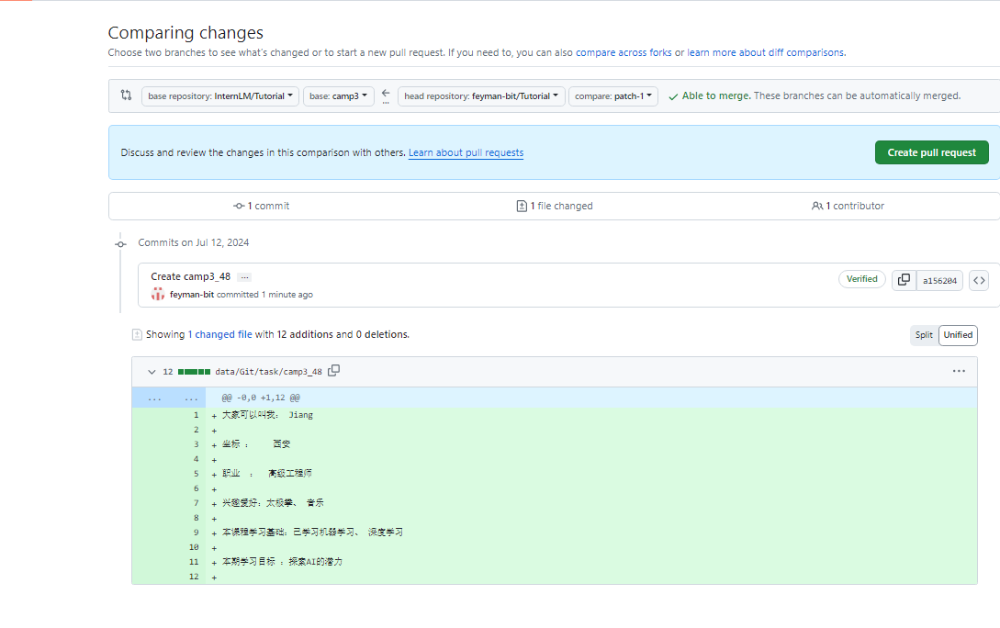 Comparing changes
Choose two branches to see what's changed or to start a new pull request. If you need to, you can also compare across forks or learn more about diff comparisons.
base repository: InternLM/Tutorial base: camp3 ... head repository: feyman-bit/Tutorial compare: patch-1 Able to merge. These branches can be automatically merged.
Discuss and review the changes in this comparison with others. Learn about pull requests Create pull request
1 commit 1 file changed 1 contributor
Commits on Jul 12, 2024
Create camp3_48 ... Verified a156204
feyman-bit committed 1 minute ago
Showing 1 changed file with 12 additions and 0 deletions. Split Unified
12 data/Git/task/camp3_48 ...
... ... @@ -0,0 +1,12 @@
1 + 大家可以叫我： Jiang
2 +
3 + 坐标 ： 西安
4 +
5 + 职业 ： 高级工程师
6 +
7 + 兴趣爱好：太极拳、 音乐
8 +
9 + 本课程学习基础：已学习机器学习、 深度学习
10 +
11 + 本期学习目标 ：探索AI的潜力
12 +